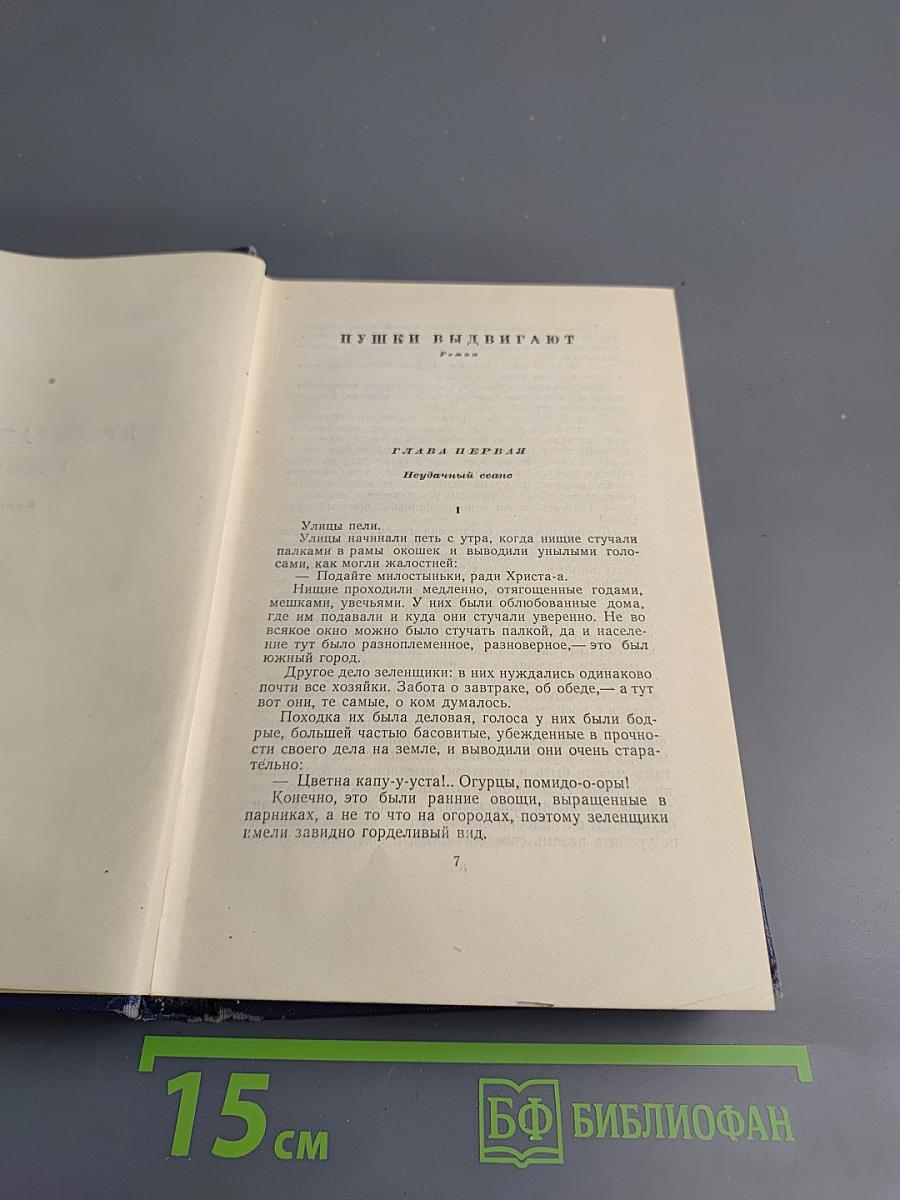 ПУШКИ ВЫДВИГАЮТ
Роман
ГЛАВА ПЕРВАЯ
Неудачный сеанс
I
Улицы пели.
Улицы начинали петь с утра, когда нищие стучали
палками в рамы окошек и выводили унылыми голо-
сами, как могли жалостней:
— Подайте милостыньки, ради Христа-а.
Нищие проходили медленно, отягощенные годами,
мешками, увечьями. У них были облюбованные дома,
где им подавали и куда они стучали уверенно. Не во
всякое окно можно было стучать палкой, да и населе-
ние тут было разноплеменное, разноверное,— это был
южный город.
Другое дело зеленщики: в них нуждались одинаково
почти все хозяйки. Забота о завтраке, об обеде,— а тут
вот они, те самые, о ком думалось.
Походка их была деловая, голоса у них были бод-
рые, большей частью басовитые, убежденные в прочно-
сти своего дела на земле, и выводили они очень стара-
тельно:
— Цветна капу-у-уста!.. Огурцы, помидо-о-оры!
Конечно, это были ранние овощи, выращенные в
парниках, а не то что на огородах, поэтому зеленщики
имели завидно горделивый вид.
7
15 см
БФ БИБЛИОФАН